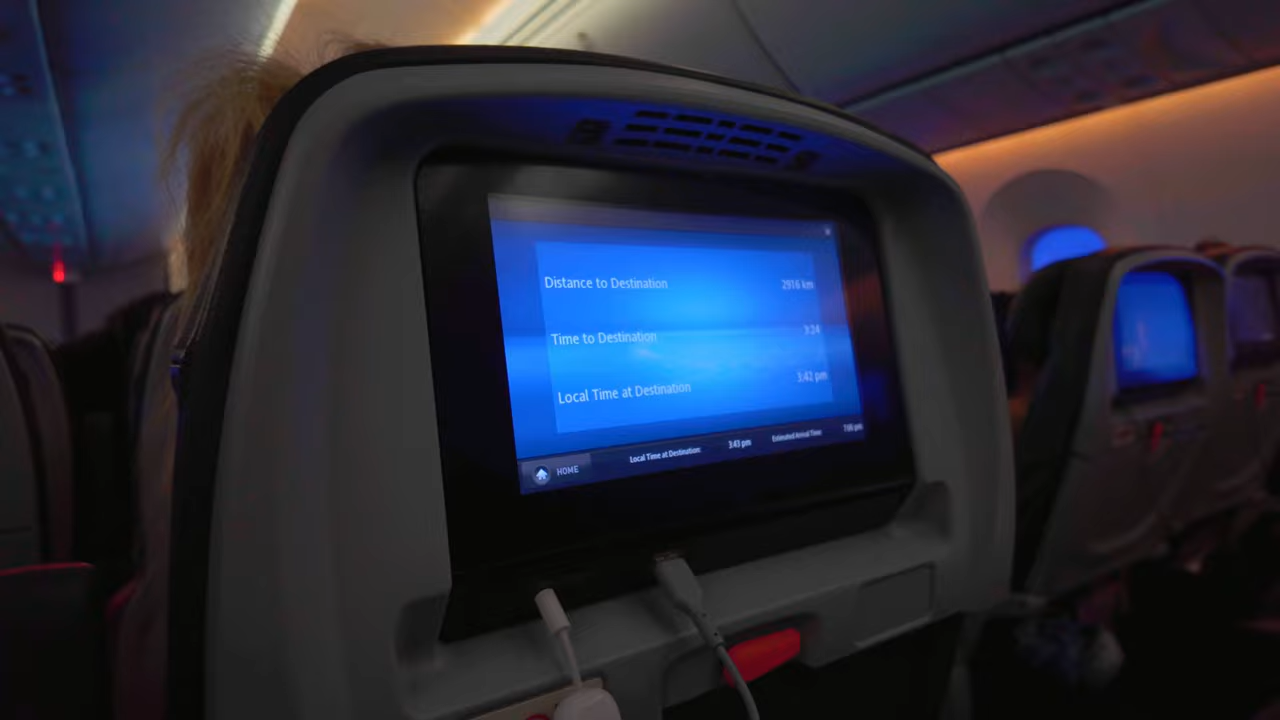 Distance to Destination 2916 km
Time to Destination 3:24
Local Time at Destination 3:42 pm
HOME Local Time at Destination: 3:43 pm Estimated Arrival Time: 7:06 pm